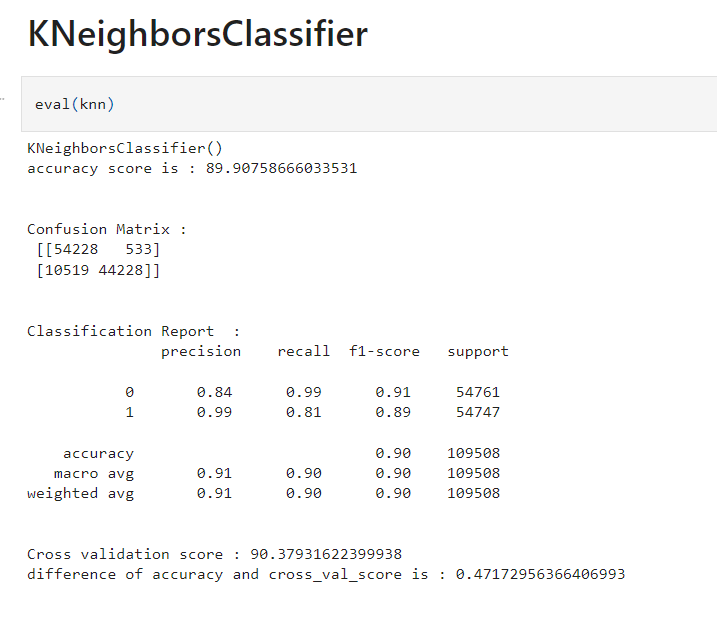 KNeighborsClassifier
eval(knn)
KNeighborsClassifier()
accuracy score is : 89.90758666033531
Confusion Matrix :
[[54228   533]
[10519 44228]]
Classification Report  :
precision    recall  f1-score   support
0       0.84      0.99      0.91     54761
1       0.99      0.81      0.89     54747
accuracy                           0.90    109508
macro avg       0.91      0.90      0.90    109508
weighted avg       0.91      0.90      0.90    109508
Cross validation score : 90.37931622399938
difference of accuracy and cross_val_score is : 0.47172956366406993